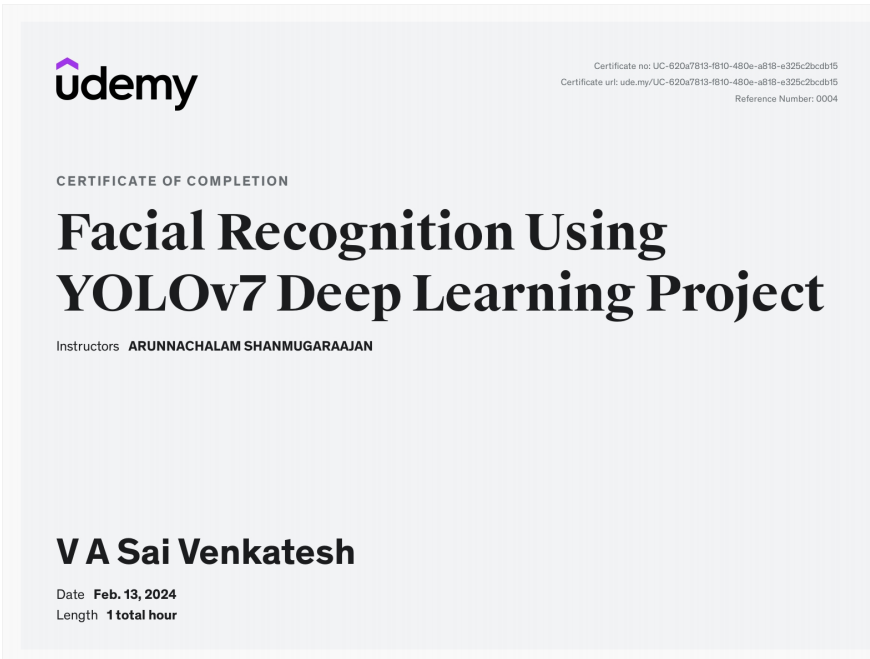 udemy
Certificate no: UC-620a7813-f810-480e-a818-e325c2bcdb15
Certificate url: ude.my/UC-620a7813-f810-480e-a818-e325c2bcdb15
Reference Number: 0004
CERTIFICATE OF COMPLETION
Facial Recognition Using
YOLOv7 Deep Learning Project
Instructors ARUNNACHALAM SHANMUGARAAJAN
V A Sai Venkatesh
Date Feb. 13, 2024
Length 1 total hour